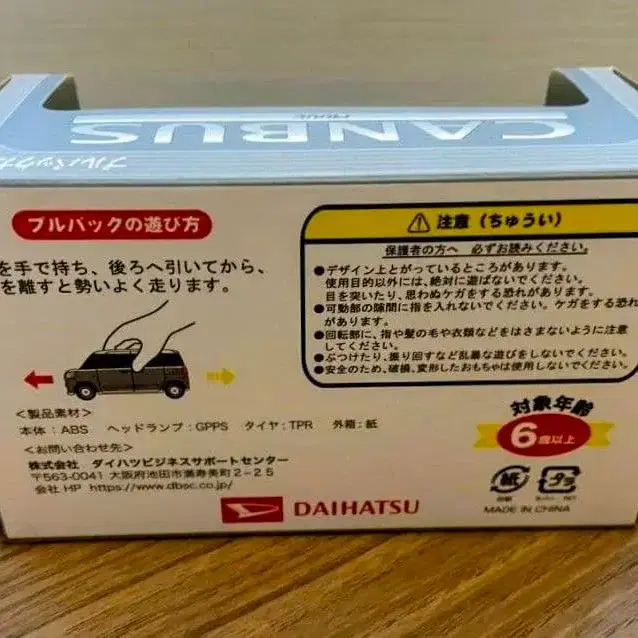 CANBUS
プルバックカ
プルバックの遊び方
を手で持ち、後ろへ引いてから、
を離すと勢いよく走ります。
注意（ちゅうい）
保護者の方へ 必ずお読みください。
●デザイン上とがっているところがあります。
使用目的以外には、絶対に遊ばないでください。
目を突いたり、思わぬケガをする恐れがあります。
●可動部の隙間に指を入れないでください。ケガをする恐れ
があります。
●回転部に、指や髪の毛や衣類などをはさまないように注意
してください。
●ぶつけたり、振り回すなど乱暴な遊びをしないでください。
●安全のため、破損、変形したおもちゃは使用しないでください。
＜製品素材＞
本体：ABS ヘッドランプ：GPPS タイヤ：TPR 外箱：紙
＜お問い合わせ先＞
株式会社 ダイハツビジネスサポートセンター
〒563-0041 大阪府池田市満寿美町2-25
会社HP https://www.dbsc.co.jp/
対象年齢
6歳以上
紙
プラ
DAIHATSU
MADE IN CHINA